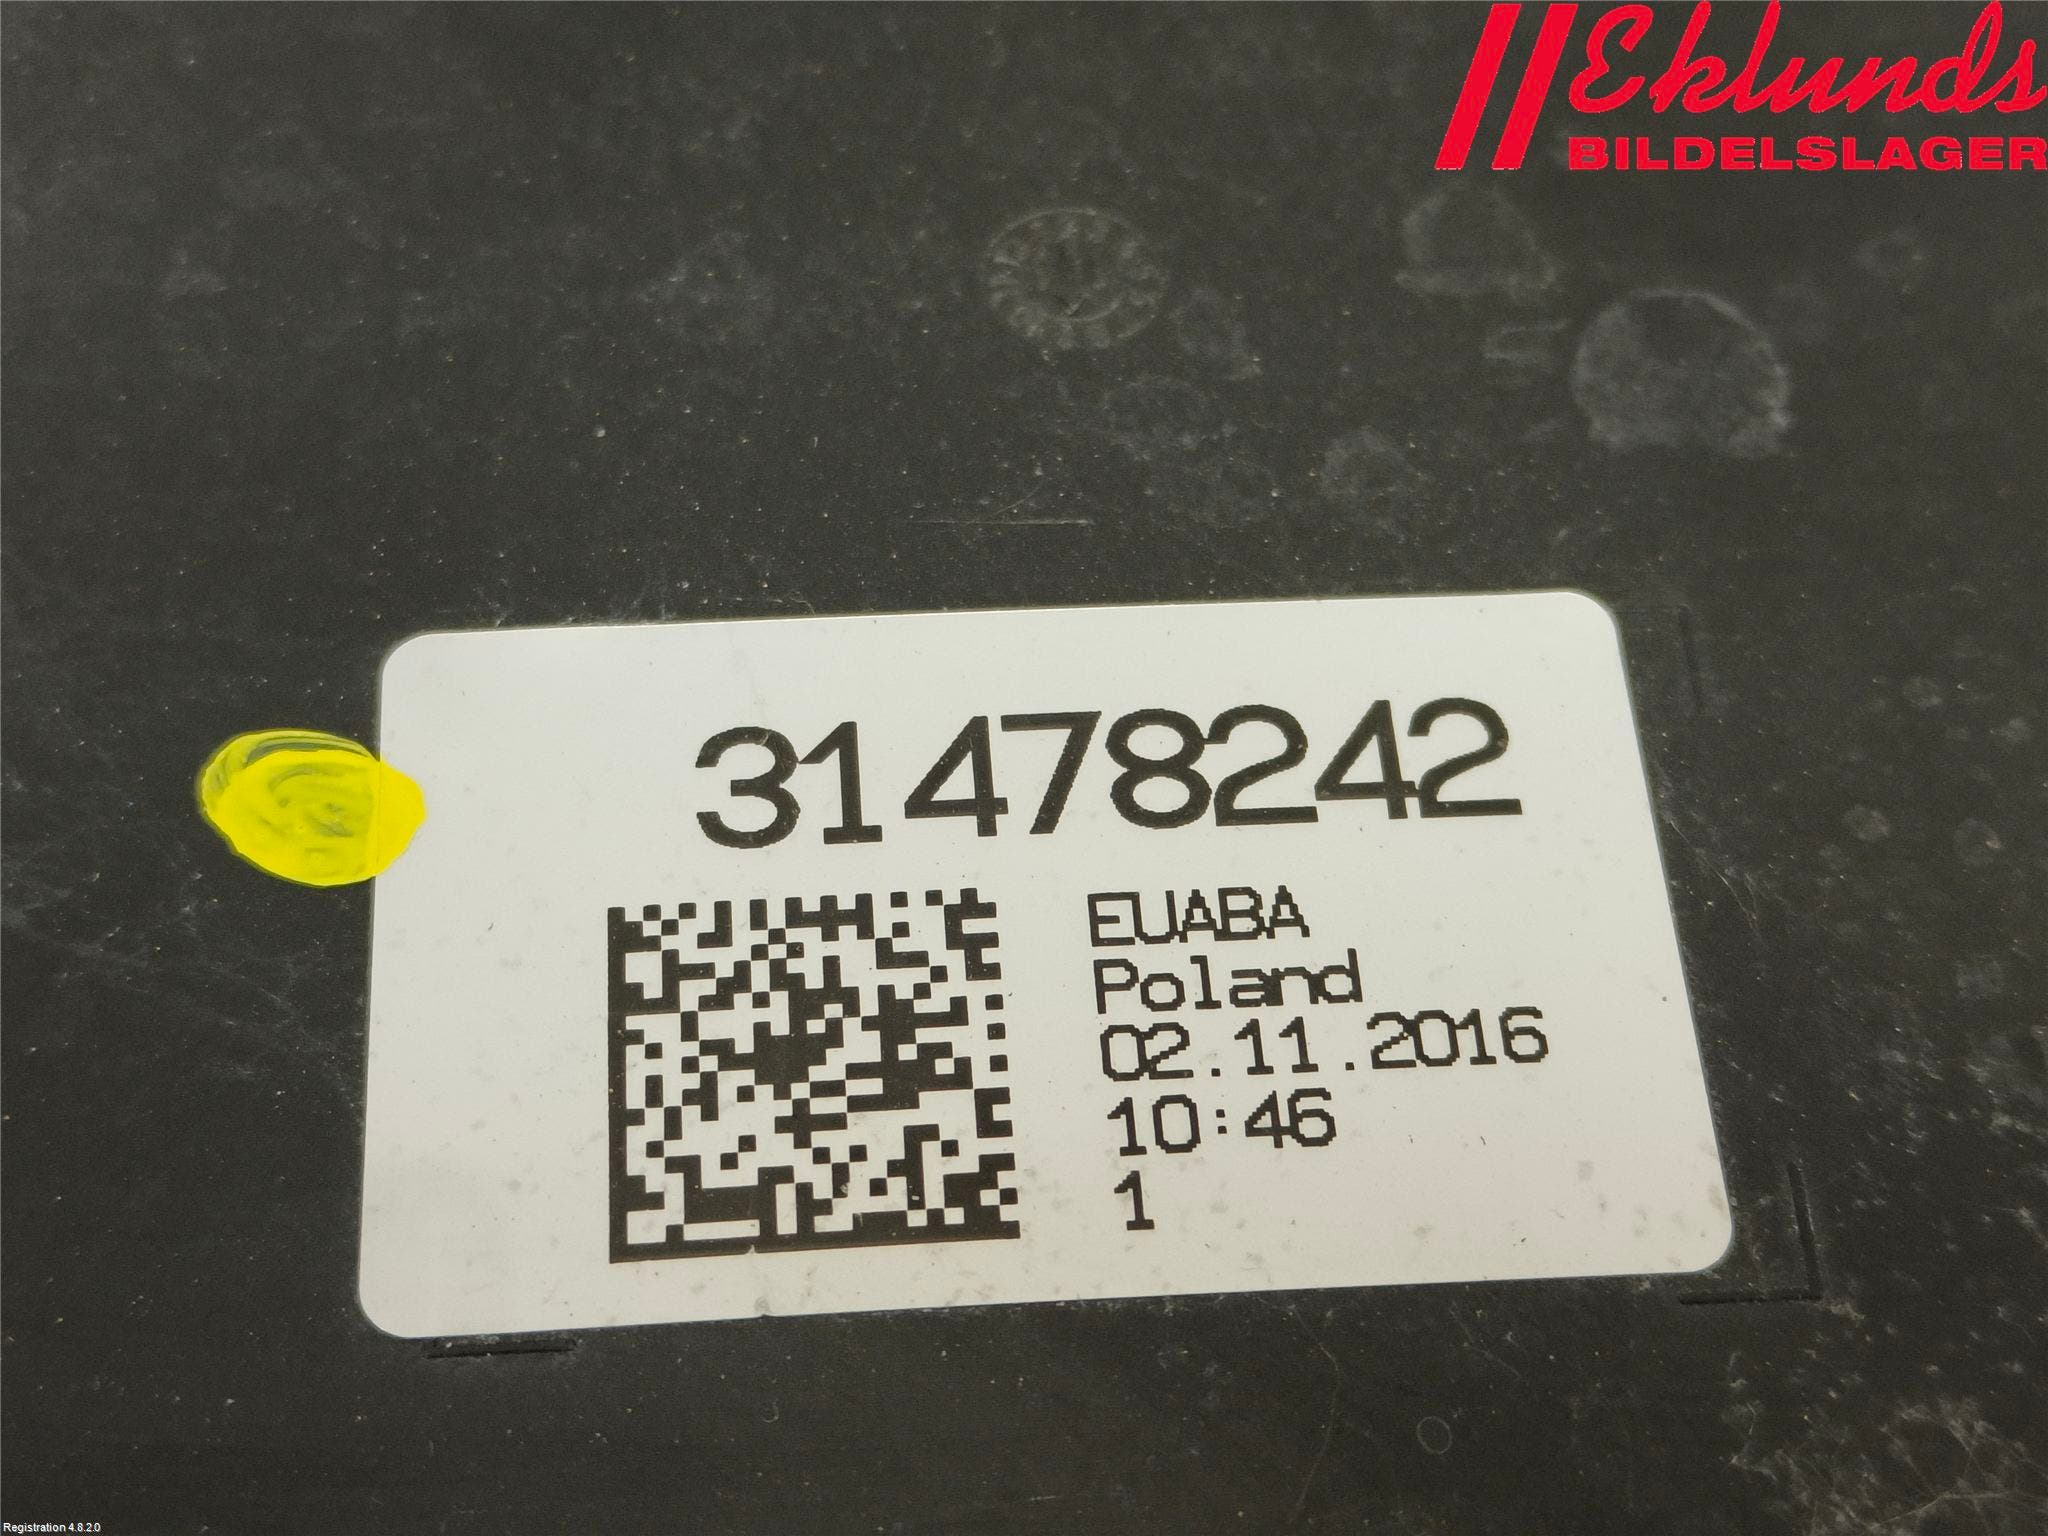 Eklunds
BILDELSLAGER
31478242
EUABA
Poland
02.11.2016
10:46
1
Registration 4.8.2.0